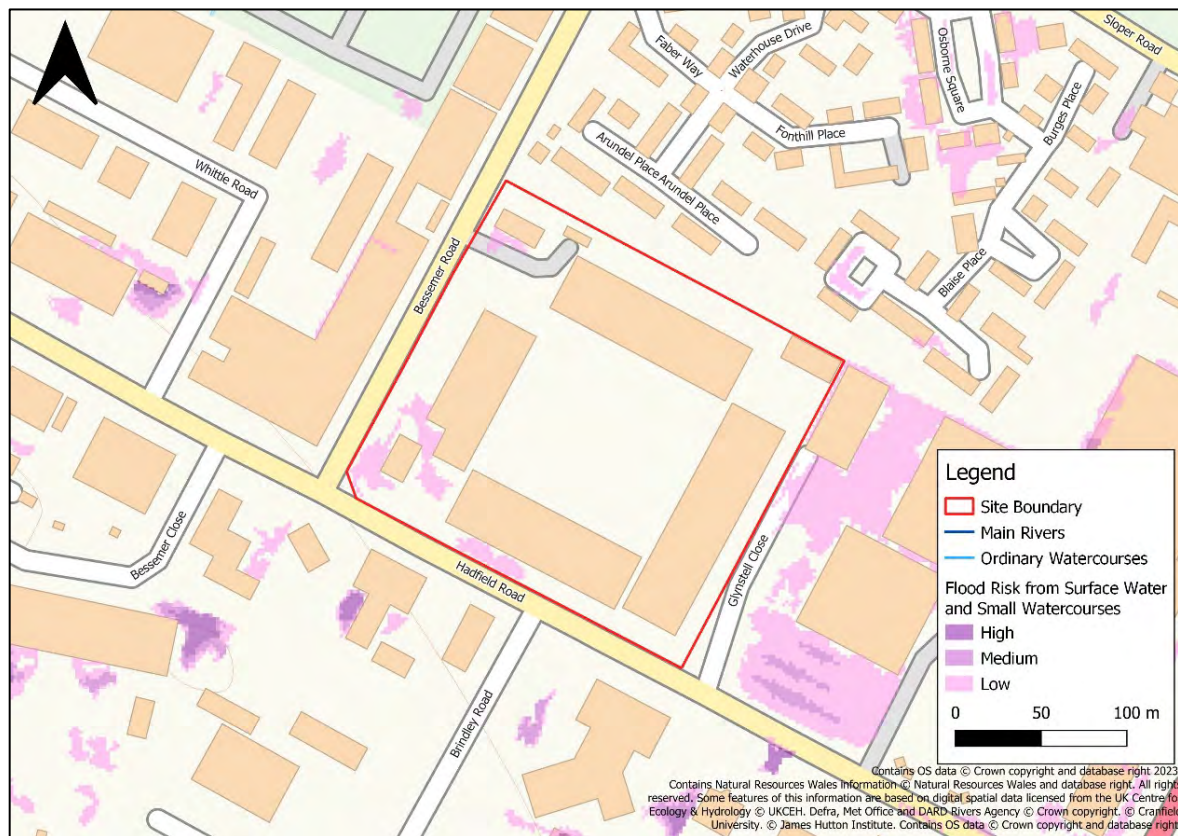 Sloper Road
Waterhouse Drive
Faber Way
Osborne Square
Burges Place
Fonthill Place
Arundel Place Arundel Place
Whittle Road
Bessemer Road
Blaise Place
Bessemer Close
Hadfield Road
Glynstell Close
Brindley Road
Legend
Site Boundary
Main Rivers
Ordinary Watercourses
Flood Risk from Surface Water
and Small Watercourses
High
Medium
Low
0 50 100 m
Contains OS data © Crown copyright and database right 2023
Contains Natural Resources Wales information © Natural Resources Wales and database right. All rights
reserved. Some features of this information are based on digital spatial data licensed from the UK Centre for
Ecology & Hydrology © UKCEH. Defra, Met Office and DARD Rivers Agency © Crown copyright. © Cranfield
University. © James Hutton Institute. Contains OS data © Crown copyright and database right